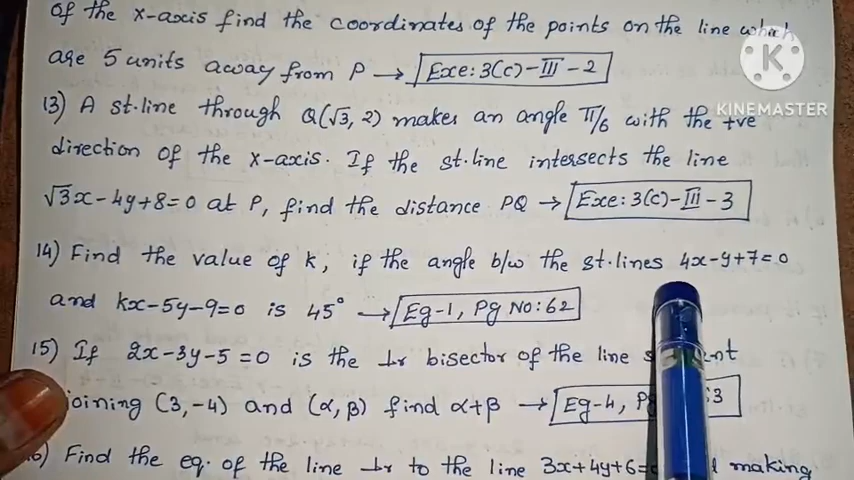 of the x-axis find the coordinates of the points on the line which
are 5 units away from P → Exe: 3(c)-III-2
K
KINEMASTER
13) A st.line through Q(√3, 2) makes an angle π/6 with the +ve
direction of the x-axis. If the st.line intersects the line
√3x-4y+8=0 at P, find the distance PQ → Exe: 3(c)-III-3
14) Find the value of k, if the angle b/w the st.lines 4x-y+7=0
and kx-5y-9=0 is 45° → Eg-1, Pg No: 62
15) If 2x-3y-5=0 is the ⊥r bisector of the line
joining (3,-4) and (α, β) find α+β → Eg-4,
Find the eq. of the line ⊥r to the line 3x+4y+6= making